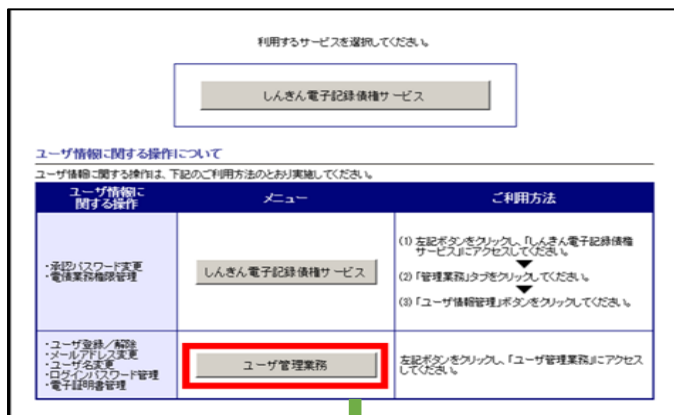 利用するサービスを選択してください。
しんきん電子記録債権サービス
ユーザ情報に関する操作について
ユーザ情報に関する操作は、下記のご利用方法のとおり実施してください。
ユーザ情報に
関する操作
メニュー
ご利用方法
・承認パスワード変更
・電債業務権限管理
しんきん電子記録債権サービス
(1) 左記ボタンをクリックし、「しんきん電子記録債権
サービス」にアクセスしてください。
▼
(2)「管理業務」タブをクリックしてください。
▼
(3)「ユーザ情報管理」ボタンをクリックしてください。
・ユーザ登録/解除
・メールアドレス変更
・ユーザ名変更
・ログインパスワード管理
・電子証明書管理
ユーザ管理業務
左記ボタンをクリックし、「ユーザ管理業務」にアクセス
してください。